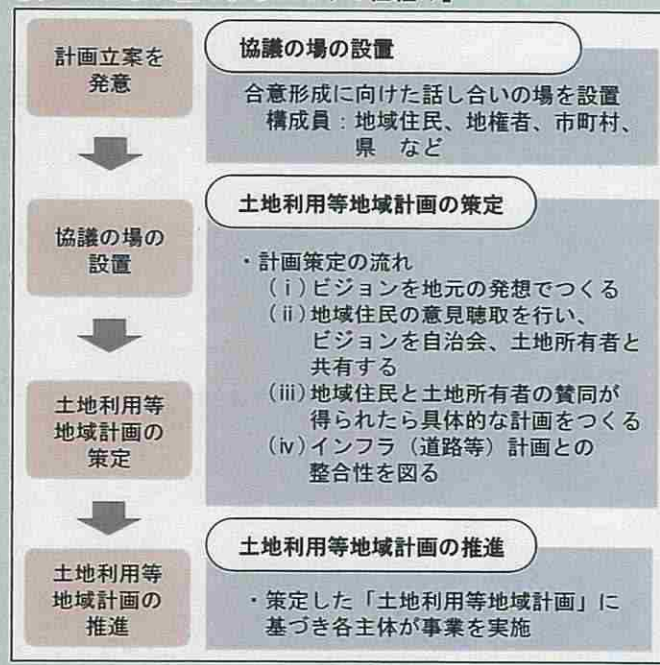 計画立案を
発意
協議の場の
設置
土地利用等
地域計画の
策定
土地利用等
地域計画の
推進
協議の場の設置
合意形成に向けた話し合いの場を設置
構成員：地域住民、地権者、市町村、
県 など
土地利用等地域計画の策定
・計画策定の流れ
(ⅰ)ビジョンを地元の発想でつくる
(ⅱ)地域住民の意見聴取を行い、
ビジョンを自治会、土地所有者と
共有する
(ⅲ)地域住民と土地所有者の賛同が
得られたら具体的な計画をつくる
(ⅳ)インフラ（道路等）計画との
整合性を図る
土地利用等地域計画の推進
・策定した「土地利用等地域計画」に
基づき各主体が事業を実施